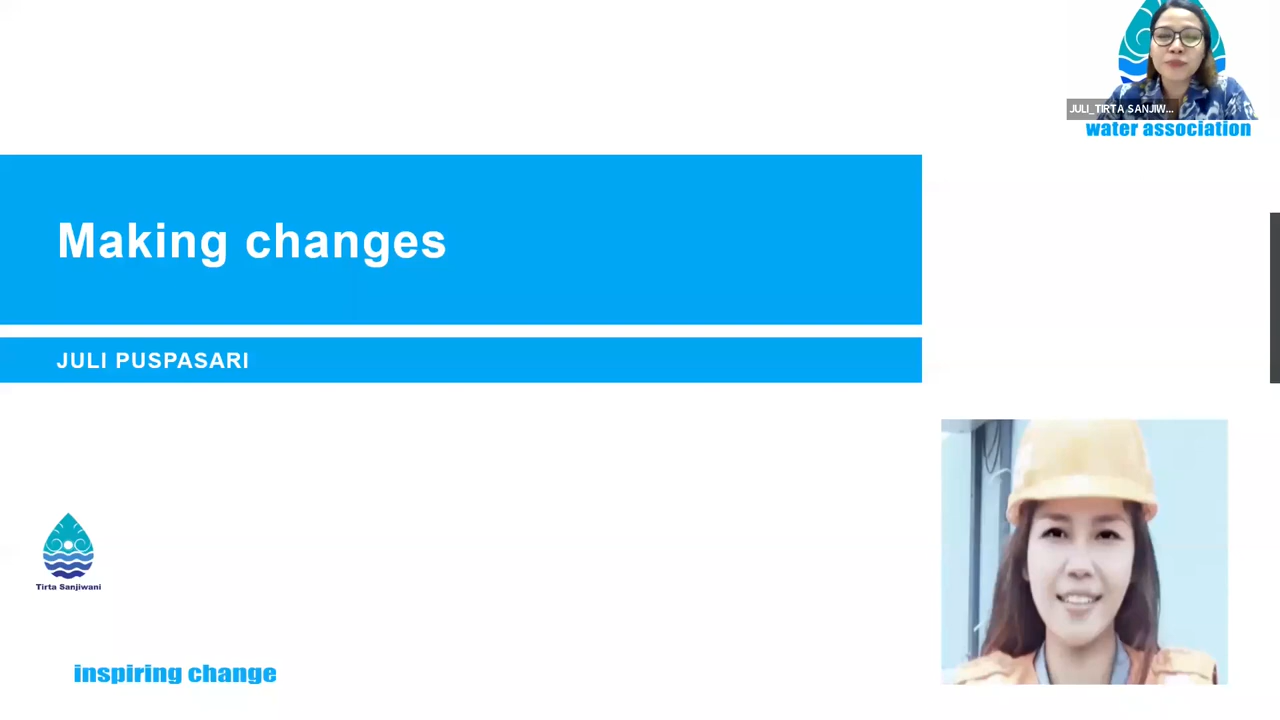 JULI_TIRTA SANJIW...
water association
Making changes
JULI PUSPASARI
Tirta Sanjiwani
inspiring change